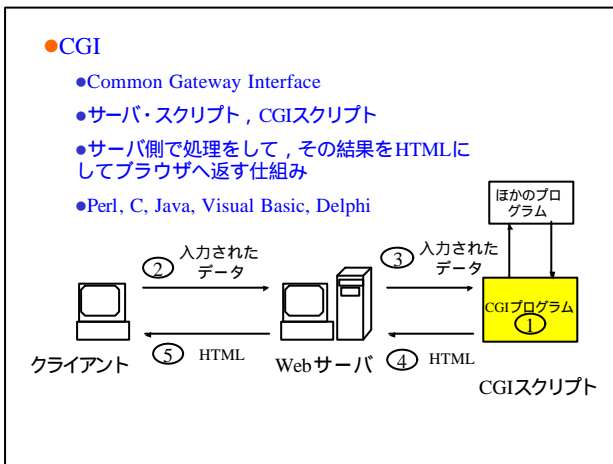 ●CGI
●Common Gateway Interface
●サーバ・スクリプト , CGIスクリプト
●サーバ側で処理をして , その結果をHTMLに
してブラウザへ返す仕組み
●Perl, C, Java, Visual Basic, Delphi
ほかのプロ
グラム
② 入力された
データ
③ 入力された
データ
CGIプログラム
①
⑤ HTML
④ HTML
クライアント
Webサーバ
CGIスクリプト